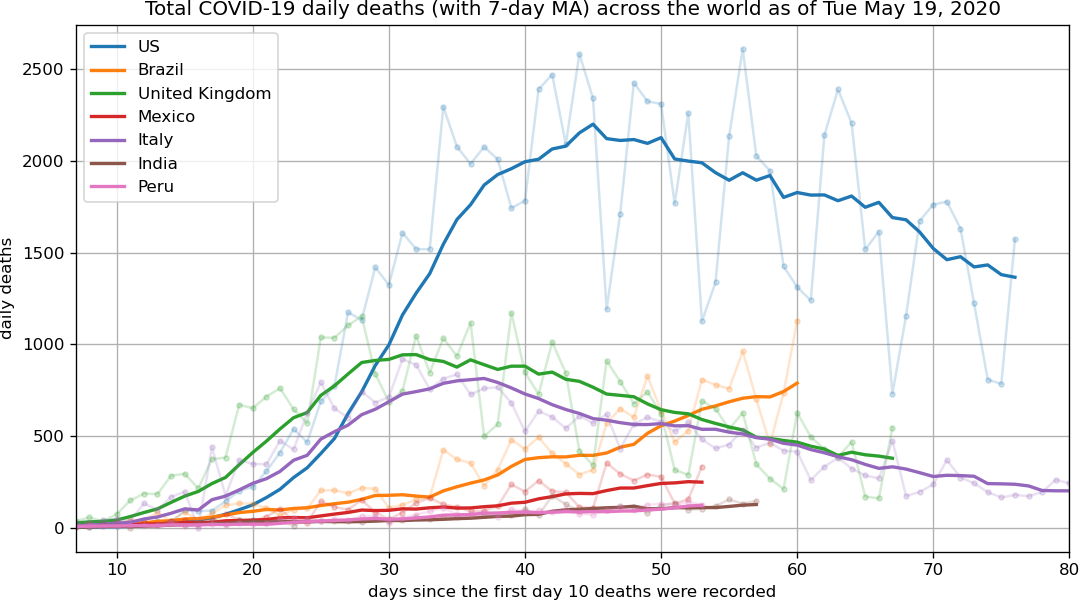 Total COVID-19 daily deaths (with 7-day MA) across the world as of Tue May 19, 2020
US
Brazil
United Kingdom
Mexico
Italy
India
Peru
daily deaths
2500
2000
1500
1000
500
0
10 20 30 40 50 60 70 80
days since the first day 10 deaths were recorded